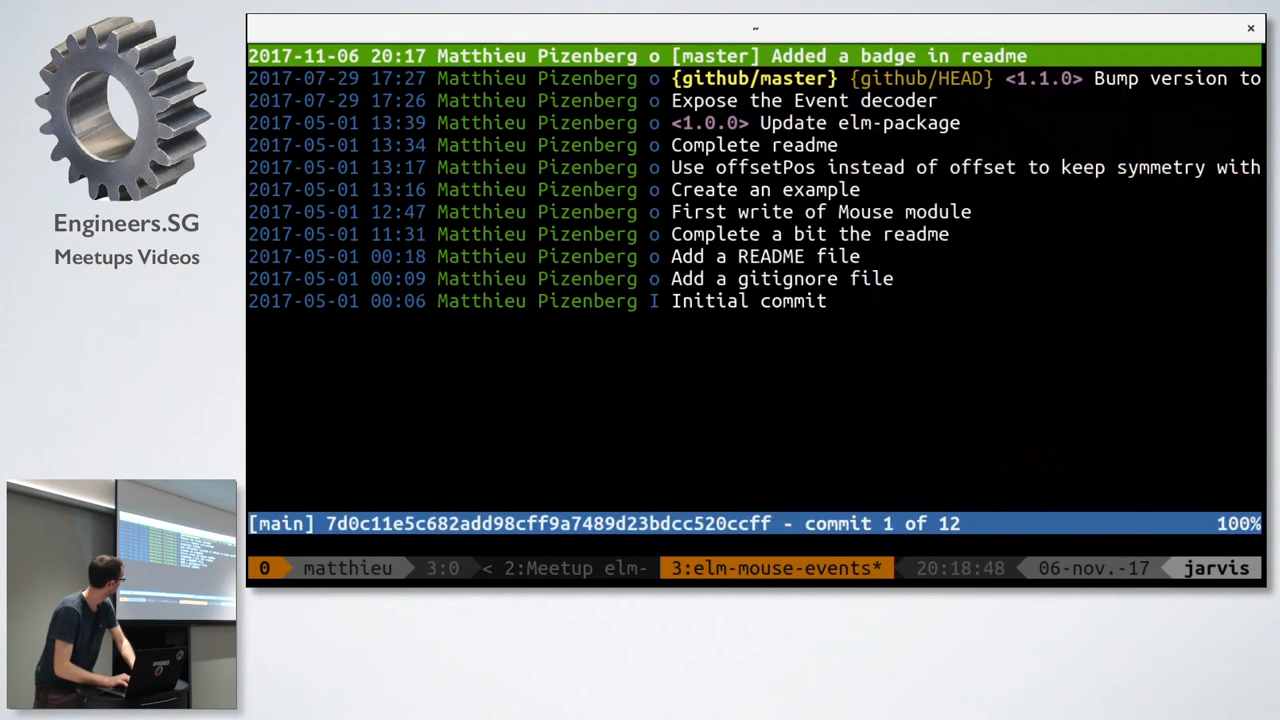 Engineers.SG
Meetups Videos
~ ×
2017-11-06 20:17 Matthieu Pizenberg o [master] Added a badge in readme
2017-07-29 17:27 Matthieu Pizenberg o {github/master} {github/HEAD} <1.1.0> Bump version to
2017-07-29 17:26 Matthieu Pizenberg o Expose the Event decoder
2017-05-01 13:39 Matthieu Pizenberg o <1.0.0> Update elm-package
2017-05-01 13:34 Matthieu Pizenberg o Complete readme
2017-05-01 13:17 Matthieu Pizenberg o Use offsetPos instead of offset to keep symmetry with
2017-05-01 13:16 Matthieu Pizenberg o Create an example
2017-05-01 12:47 Matthieu Pizenberg o First write of Mouse module
2017-05-01 11:31 Matthieu Pizenberg o Complete a bit the readme
2017-05-01 00:18 Matthieu Pizenberg o Add a README file
2017-05-01 00:09 Matthieu Pizenberg o Add a gitignore file
2017-05-01 00:06 Matthieu Pizenberg I Initial commit
[main] 7d0c11e5c682add98cff9a7489d23bdcc520ccff - commit 1 of 12 100%
0 matthieu 3:0 < 2:Meetup elm- 3:elm-mouse-events* 20:18:48 06-nov.-17 jarvis